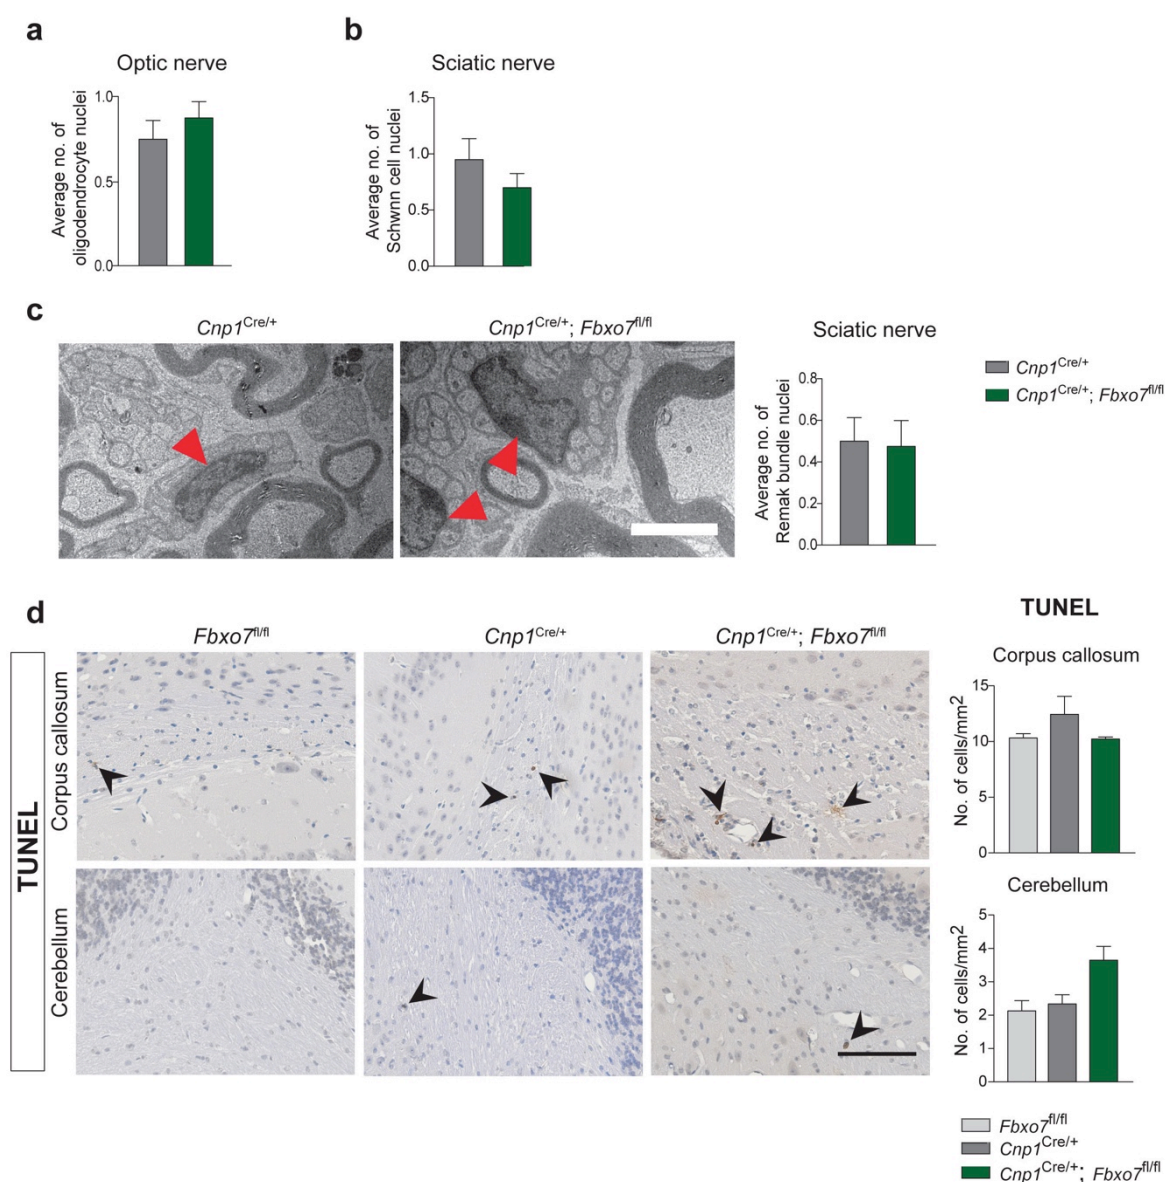 a
Optic nerve
Average no. of
oligodendrocyte nuclei
1.0
0.5
0.0
b
Sciatic nerve
Average no. of
Schwnn cell nuclei
1.5
1.0
0.5
0.0
c
Cnp1Cre/+
Cnp1Cre/+; Fbxo7fl/fl
Sciatic nerve
Average no. of
Remak bundle nuclei
0.8
0.6
0.4
0.2
0.0
Cnp1Cre/+
Cnp1Cre/+; Fbxo7fl/fl
d
TUNEL
Fbxo7fl/fl
Cnp1Cre/+
Cnp1Cre/+; Fbxo7fl/fl
Corpus callosum
Cerebellum
TUNEL
Corpus callosum
No. of cells/mm2
15
10
5
0
Cerebellum
No. of cells/mm2
5
4
3
2
1
0
Fbxo7fl/fl
Cnp1Cre/+
Cnp1Cre/+; Fbxo7fl/fl